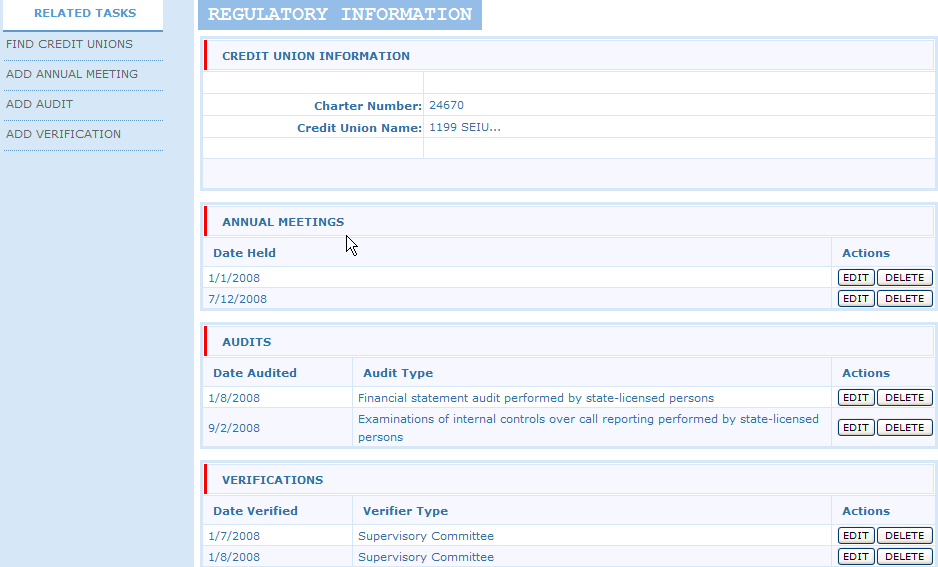 RELATED TASKS
FIND CREDIT UNIONS
ADD ANNUAL MEETING
ADD AUDIT
ADD VERIFICATION
REGULATORY INFORMATION
CREDIT UNION INFORMATION
Charter Number: 24670
Credit Union Name: 1199 SEIU...
ANNUAL MEETINGS
Date Held Actions
1/1/2008 EDIT DELETE
7/12/2008 EDIT DELETE
AUDITS
Date Audited Audit Type Actions
1/8/2008 Financial statement audit performed by state-licensed persons EDIT DELETE
9/2/2008 Examinations of internal controls over call reporting performed by state-licensed
persons EDIT DELETE
VERIFICATIONS
Date Verified Verifier Type Actions
1/7/2008 Supervisory Committee EDIT DELETE
1/8/2008 Supervisory Committee EDIT DELETE